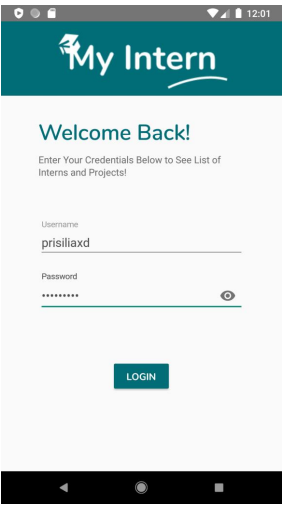 12:01
My Intern
Welcome Back!
Enter Your Credentials Below to See List of
Interns and Projects!
Username
prisiliaxd
Password
•••••••••
LOGIN